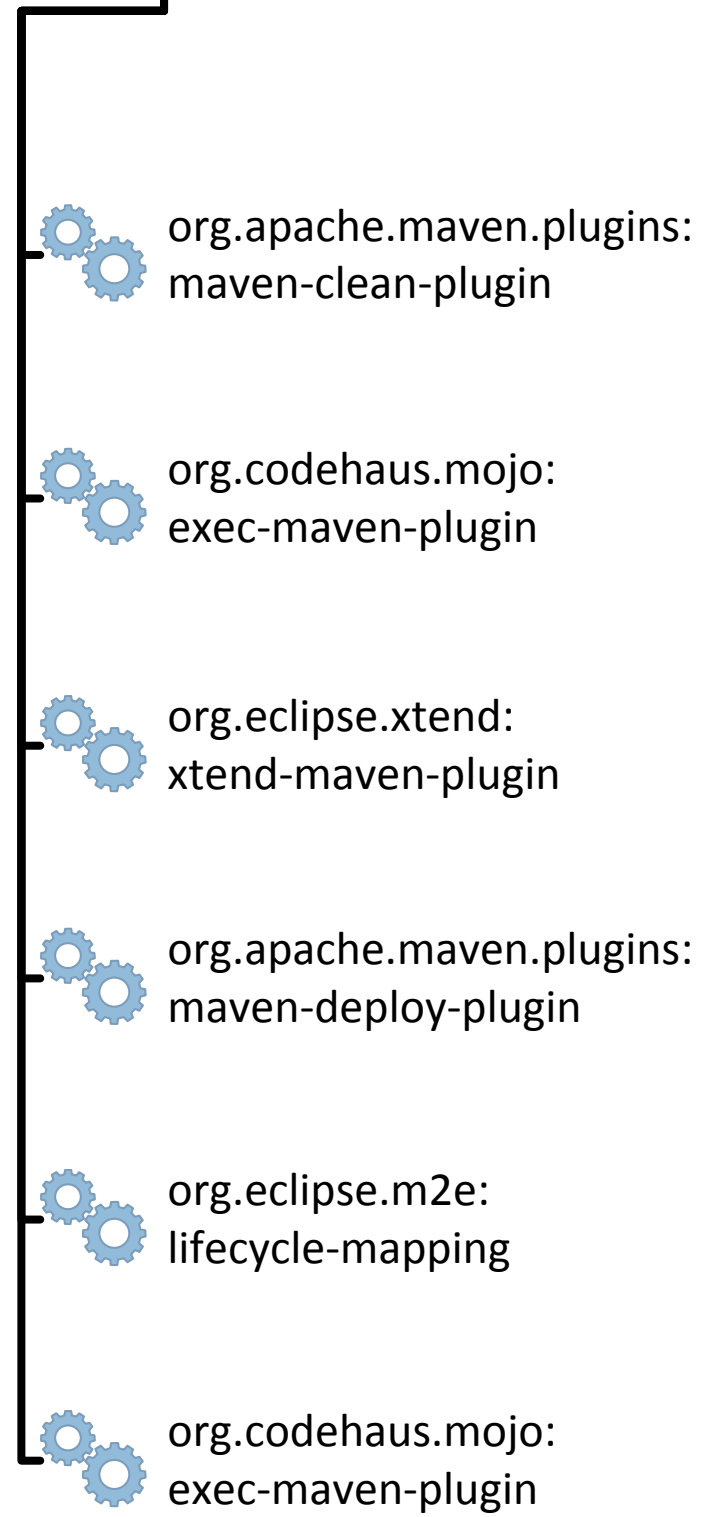 org.apache.maven.plugins:
maven-clean-plugin
org.codehaus.mojo:
exec-maven-plugin
org.eclipse.xtend:
xtend-maven-plugin
org.apache.maven.plugins:
maven-deploy-plugin
org.eclipse.m2e:
lifecycle-mapping
org.codehaus.mojo:
exec-maven-plugin